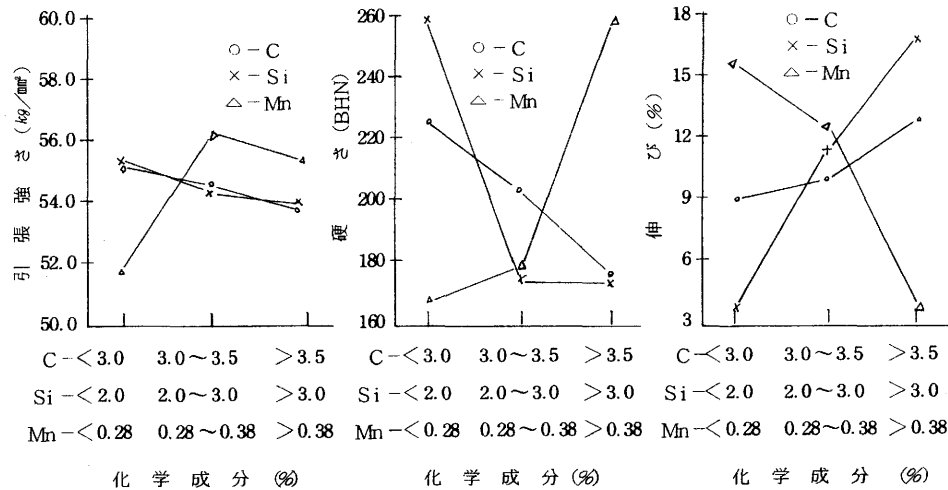 60.0
58.0
56.0
54.0
52.0
50.0
引張強さ (kg/mm²)
○-C
×-Si
△-Mn
C-<3.0 3.0~3.5 >3.5
Si-<2.0 2.0~3.0 >3.0
Mn-<0.28 0.28~0.38 >0.38
化学成分(%)
260
240
220
200
180
160
硬さ (BHN)
○-C
×-Si
△-Mn
C-<3.0 3.0~3.5 >3.5
Si-<2.0 2.0~3.0 >3.0
Mn-<0.28 0.28~0.38 >0.38
化学成分(%)
18
15
12
9
6
3
伸び (%)
○-C
×-Si
△-Mn
C-<3.0 3.0~3.5 >3.5
Si-<2.0 2.0~3.0 >3.0
Mn-<0.28 0.28~0.38 >0.38
化学成分(%)